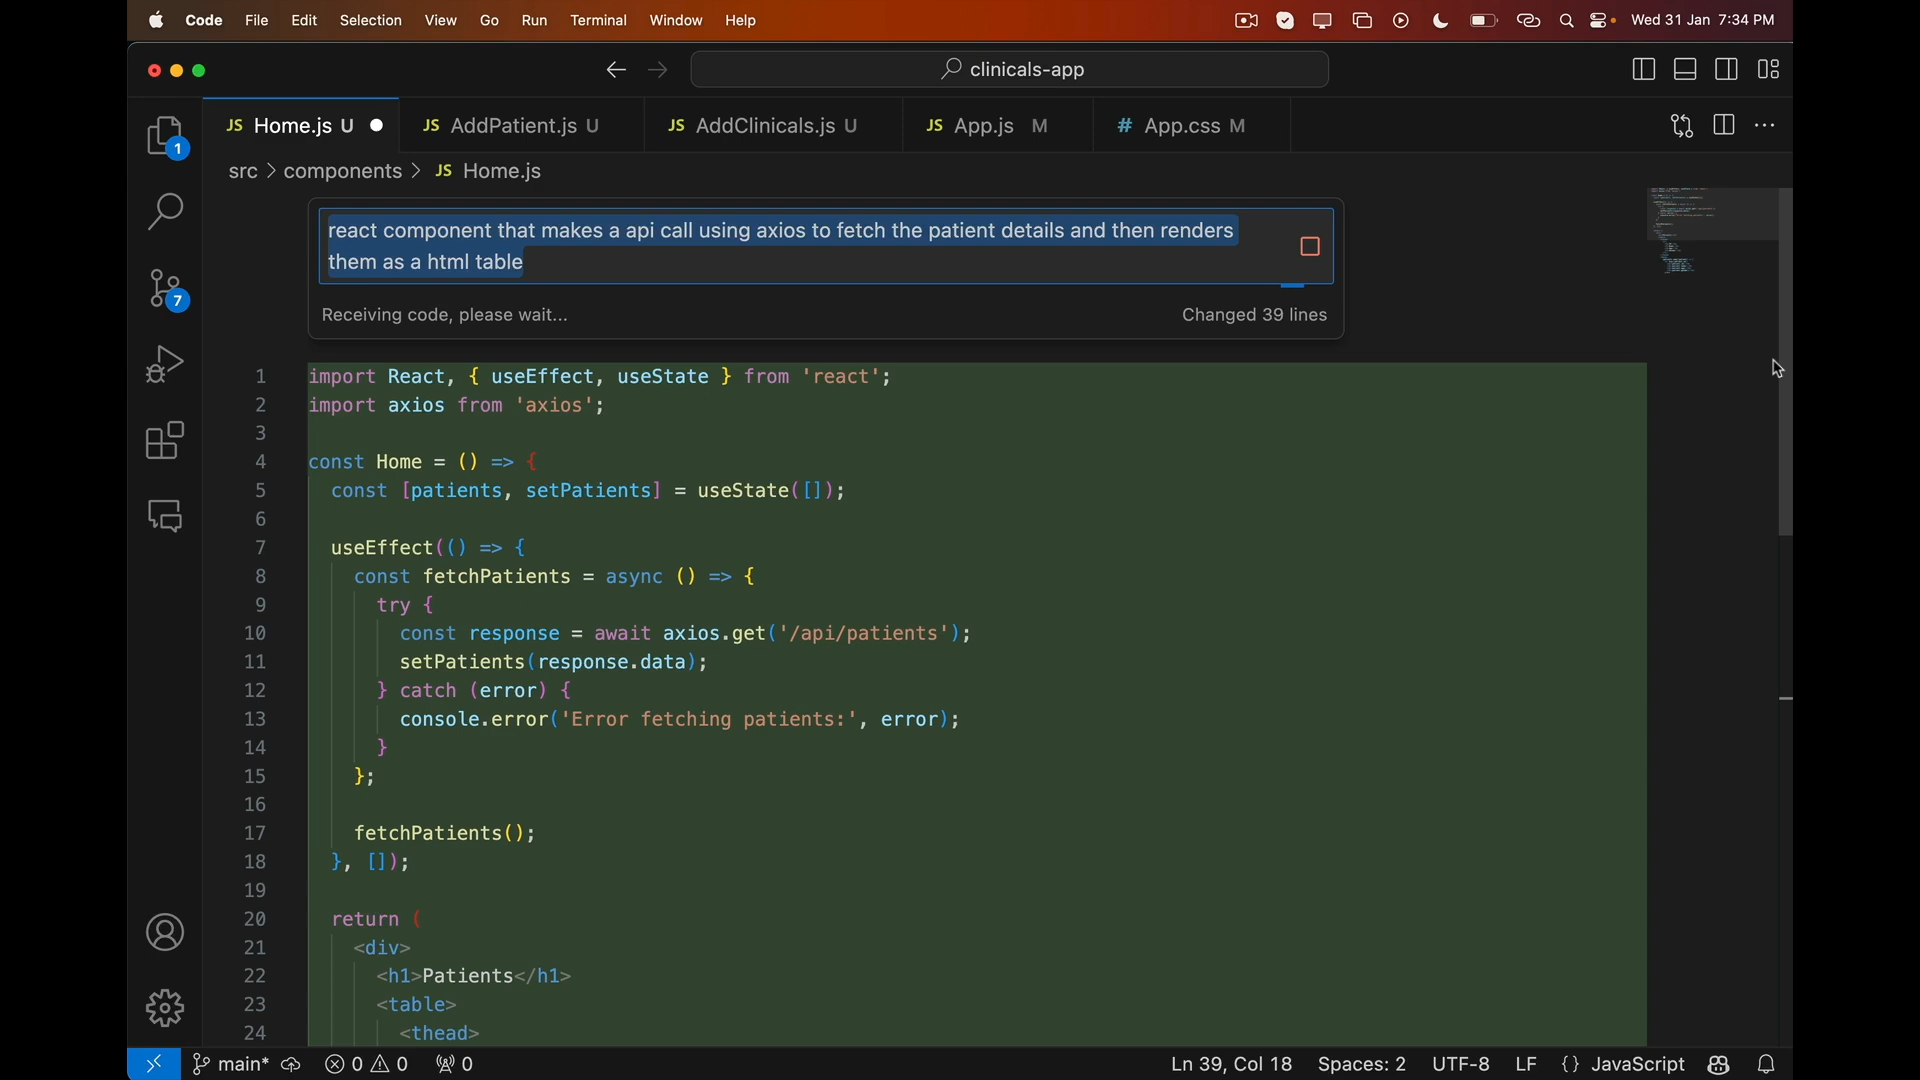 Code File Edit Selection View Go Run Terminal Window Help Wed 31 Jan 7:34 PM
clinicals-app
JS Home.js U JS AddPatient.js U JS AddClinicals.js U JS App.js M # App.css M
src > components > JS Home.js
1
7
react component that makes a api call using axios to fetch the patient details and then renders
them as a html table
Receiving code, please wait... Changed 39 lines
1 import React, { useEffect, useState } from 'react';
2 import axios from 'axios';
3
4 const Home = () => {
5 const [patients, setPatients] = useState([]);
6
7 useEffect(() => {
8 const fetchPatients = async () => {
9 try {
10 const response = await axios.get('/api/patients');
11 setPatients(response.data);
12 } catch (error) {
13 console.error('Error fetching patients:', error);
14 }
15 };
16
17 fetchPatients();
18 }, []);
19
20 return (
21 <div>
22 <h1>Patients</h1>
23 <table>
24 <thead>
main* 0 0 0 Ln 39, Col 18 Spaces: 2 UTF-8 LF {} JavaScript